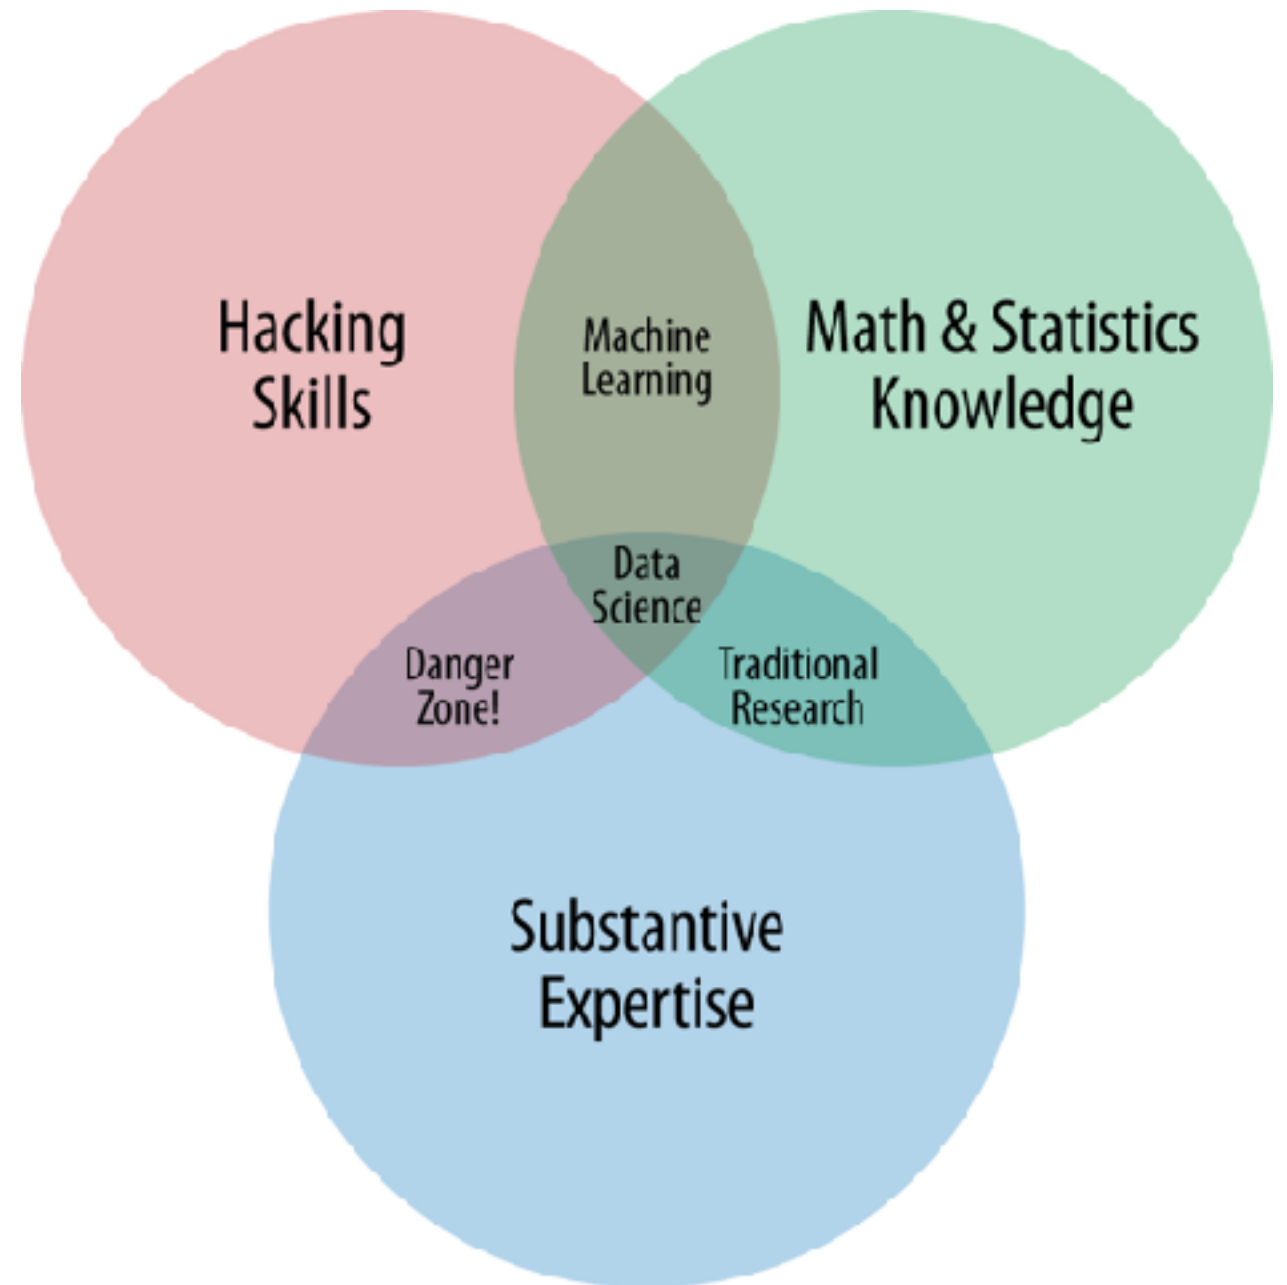 Hacking
Skills
Machine
Learning
Math & Statistics
Knowledge
Data
Science
Danger
Zone!
Traditional
Research
Substantive
Expertise